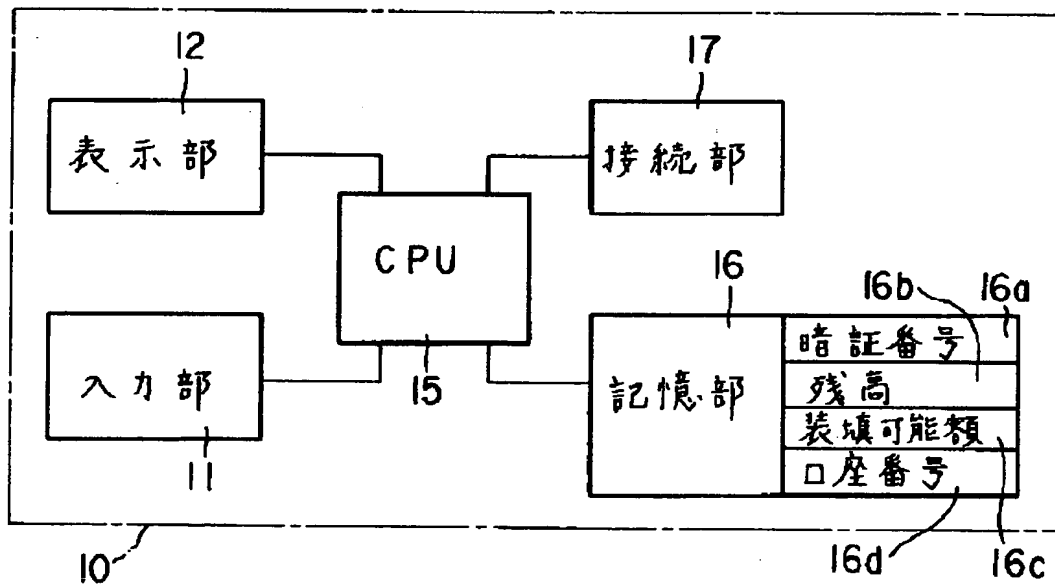 12
17
表示部
接続部
CPU
16
16b
16a
暗証番号
入力部
15
記憶部
残高
装填可能額
口座番号
11
10
16d
16c